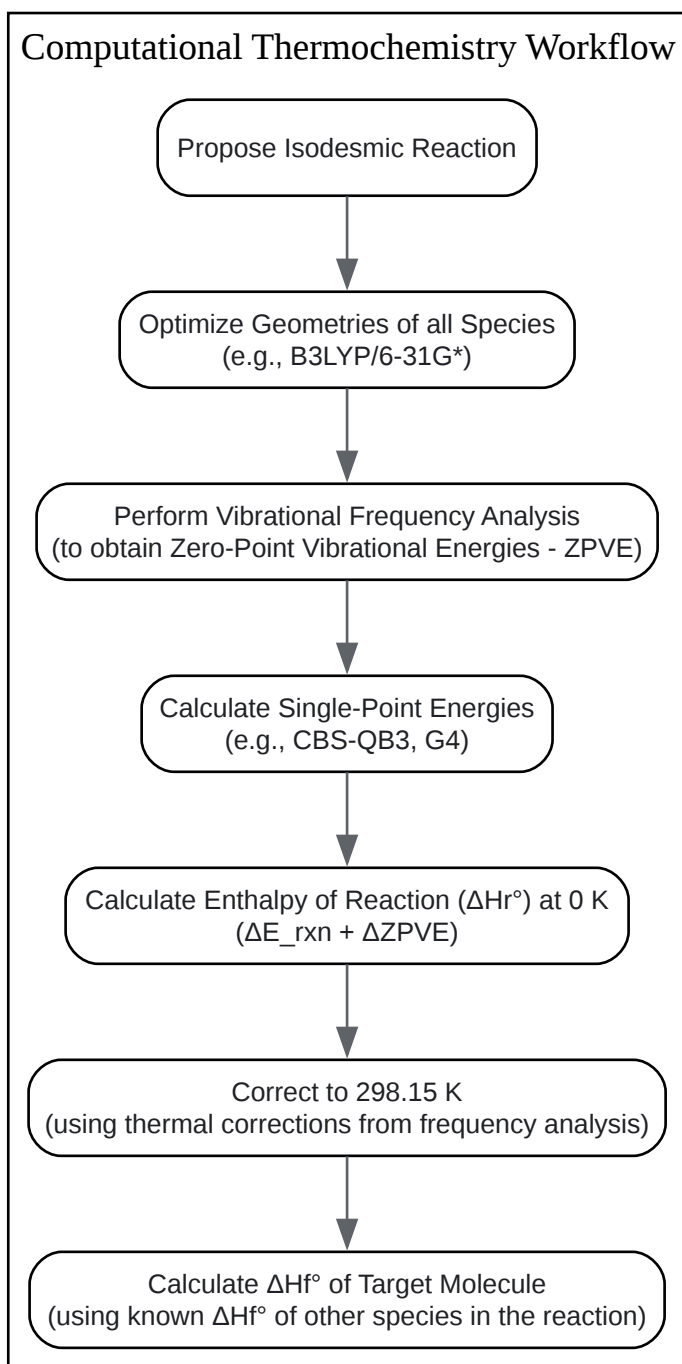 Computational Thermochemistry Workflow
Propose Isodesmic Reaction
Optimize Geometries of all Species
(e.g., B3LYP/6-31G*)
Perform Vibrational Frequency Analysis
(to obtain Zero-Point Vibrational Energies - ZPVE)
Calculate Single-Point Energies
(e.g., CBS-QB3, G4)
Calculate Enthalpy of Reaction (ΔHr°) at 0 K
(ΔE_rxn + ΔZPVE)
Correct to 298.15 K
(using thermal corrections from frequency analysis)
Calculate ΔHf° of Target Molecule
(using known ΔHf° of other species in the reaction)